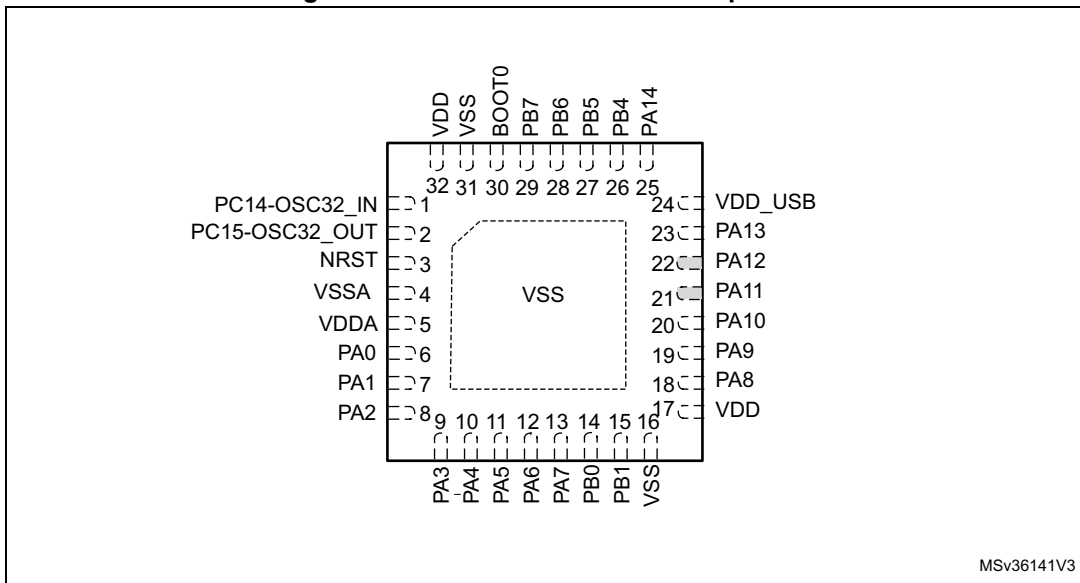 VDD VSS BOOT0 PB7 PB6 PB5 PB4 PA14
32 31 30 29 28 27 26 25
PC14-OSC32_IN 1
PC15-OSC32_OUT 2
NRST 3
VSSA 4
VDDA 5
PA0 6
PA1 7
PA2 8
VSS
24 VDD_USB
23 PA13
22 PA12
21 PA11
20 PA10
19 PA9
18 PA8
17 VDD
9 10 11 12 13 14 15 16
PA3 PA4 PA5 PA6 PA7 PB0 PB1 VSS
MSv36141V3